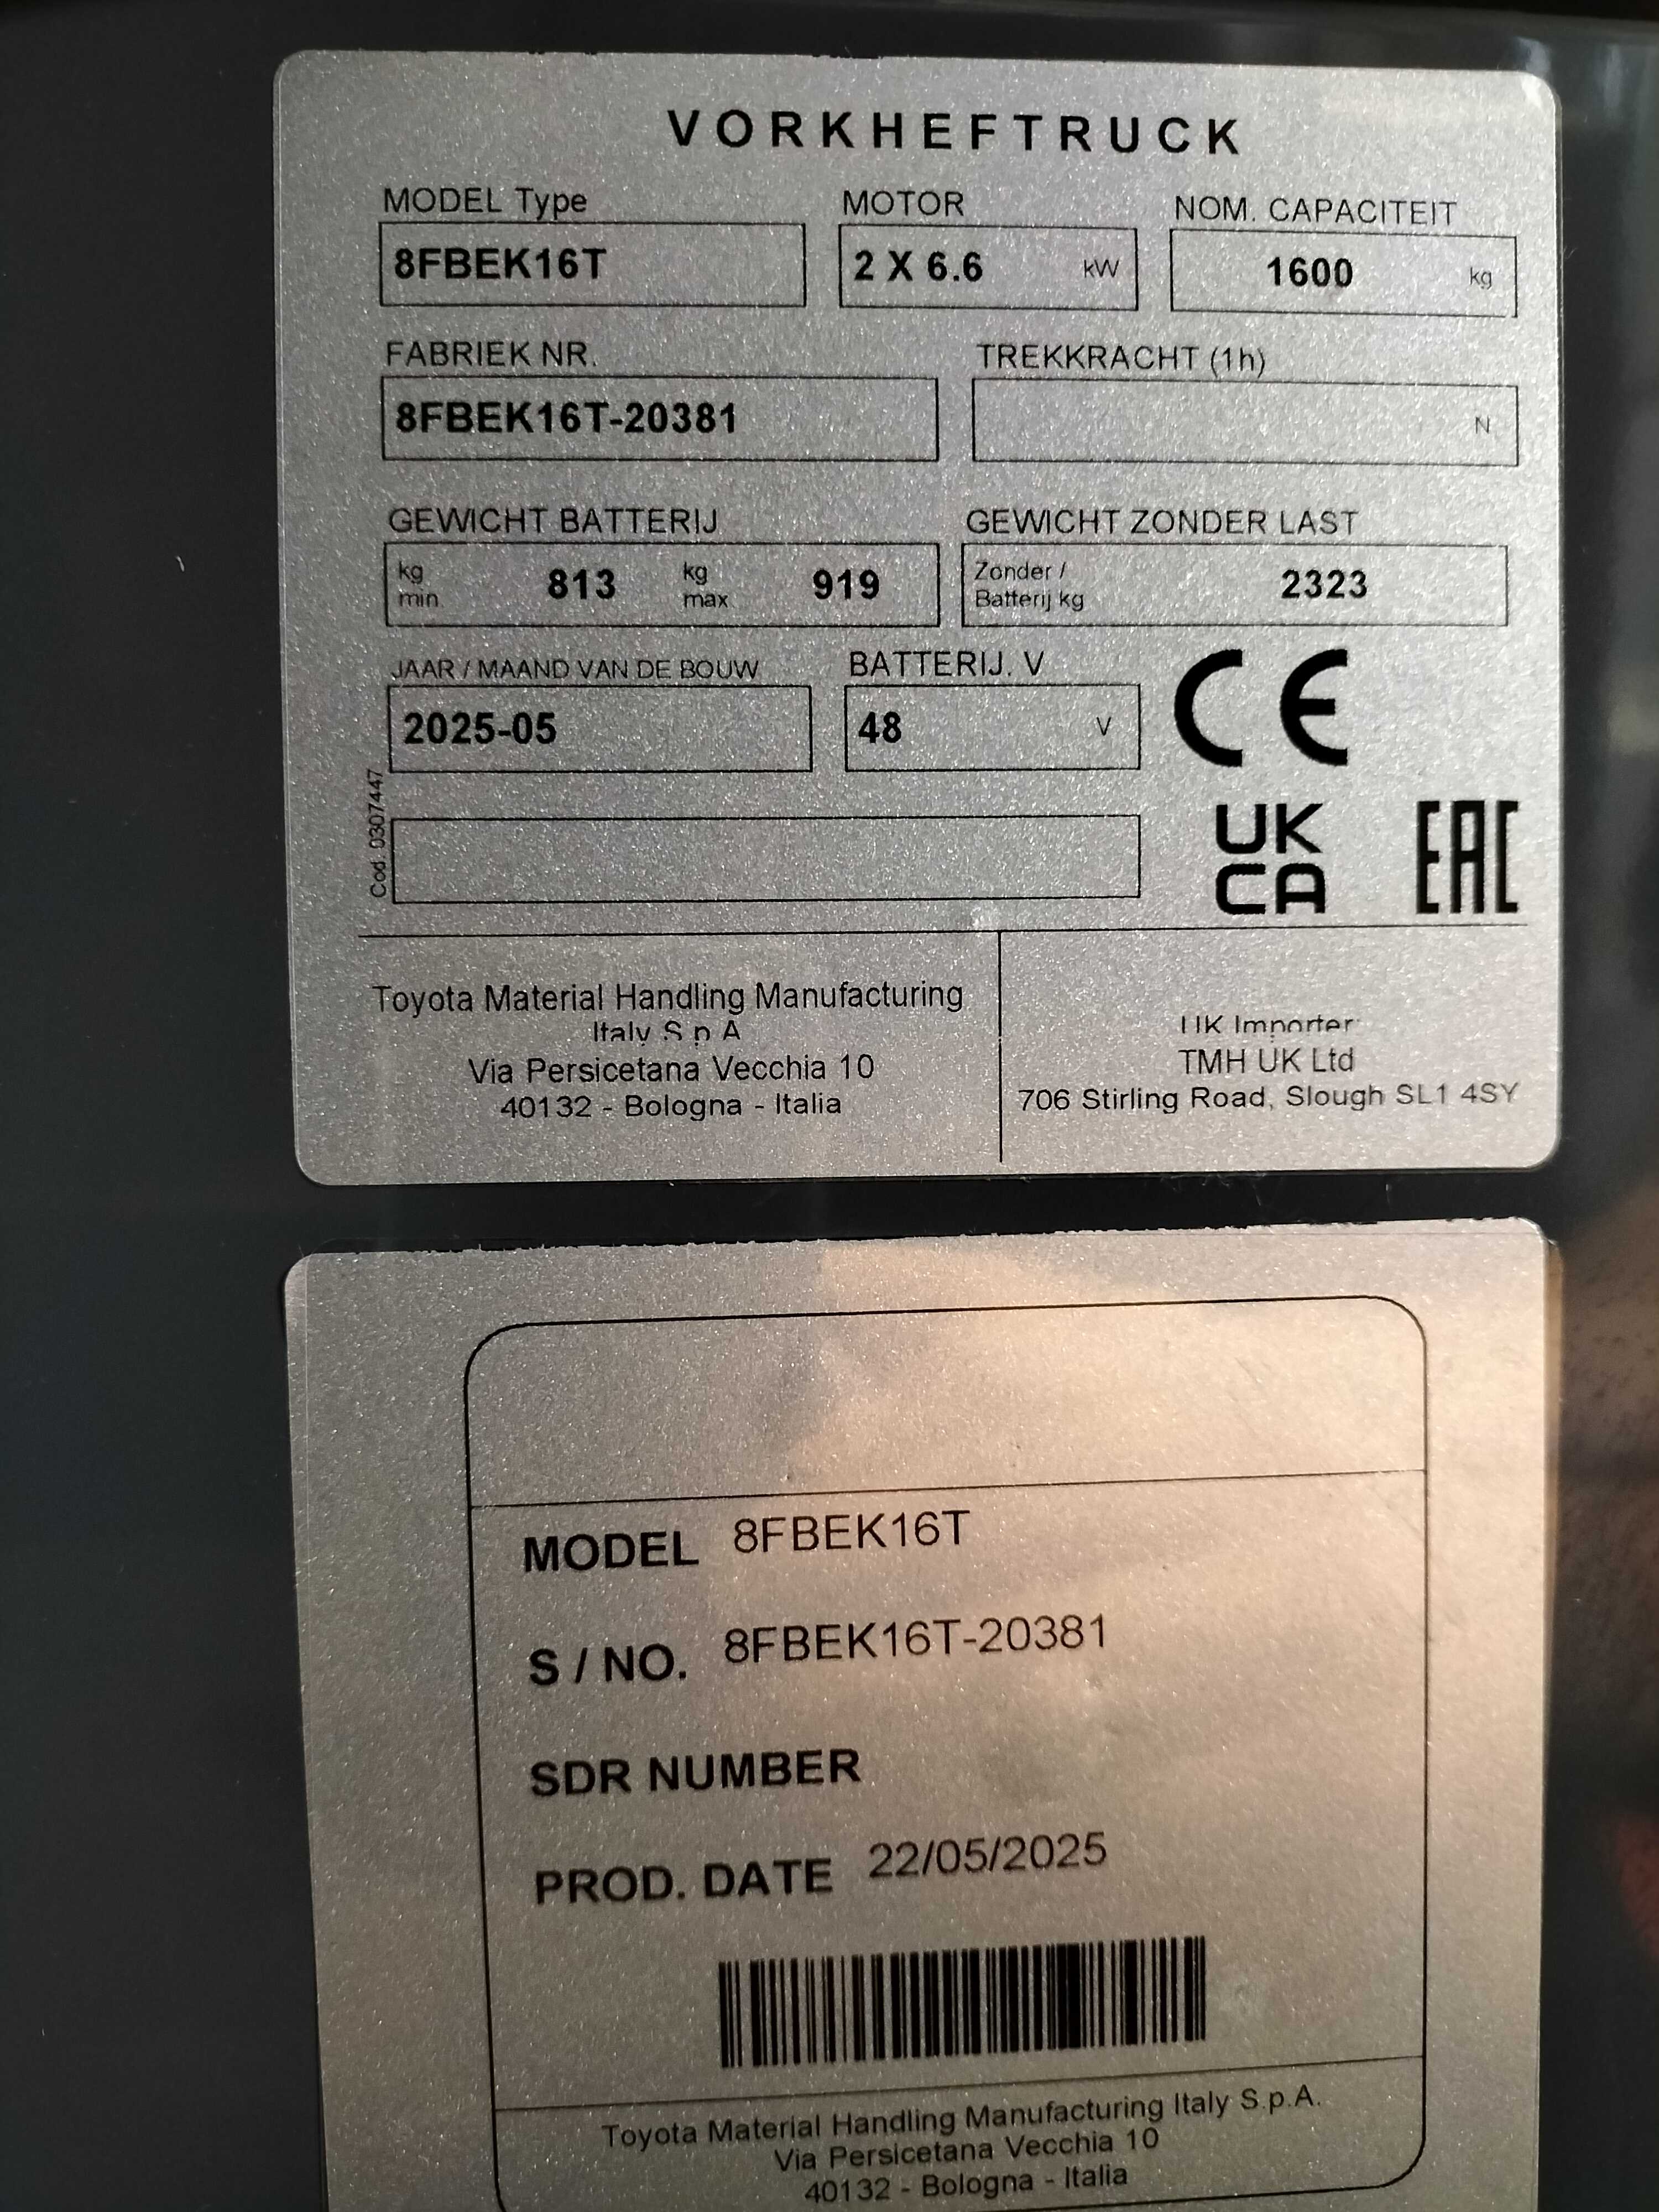 VORKHEFTRUCK
MODEL Type
MOTOR
NOM. CAPACITEIT
8FBEK16T
2 X 6.6 kW
1600 kg
FABRIEK NR.
TREKKRACHT (1h)
8FBEK16T-20381
N
GEWICHT BATTERIJ
GEWICHT ZONDER LAST
kg min 813 kg max 919
Zonder / Batterij kg 2323
JAAR / MAAND VAN DE BOUW
BATTERIJ. V
2025-05
48 V
CE
UK
CA
EAC
Cod. 0307447
Toyota Material Handling Manufacturing
Italy S.p.A
Via Persicetana Vecchia 10
40132 - Bologna - Italia
UK Importer:
TMH UK Ltd
706 Stirling Road, Slough SL1 4SY
MODEL 8FBEK16T
S / NO. 8FBEK16T-20381
SDR NUMBER
PROD. DATE 22/05/2025
Toyota Material Handling Manufacturing Italy S.p.A.
Via Persicetana Vecchia 10
40132 - Bologna - Italia